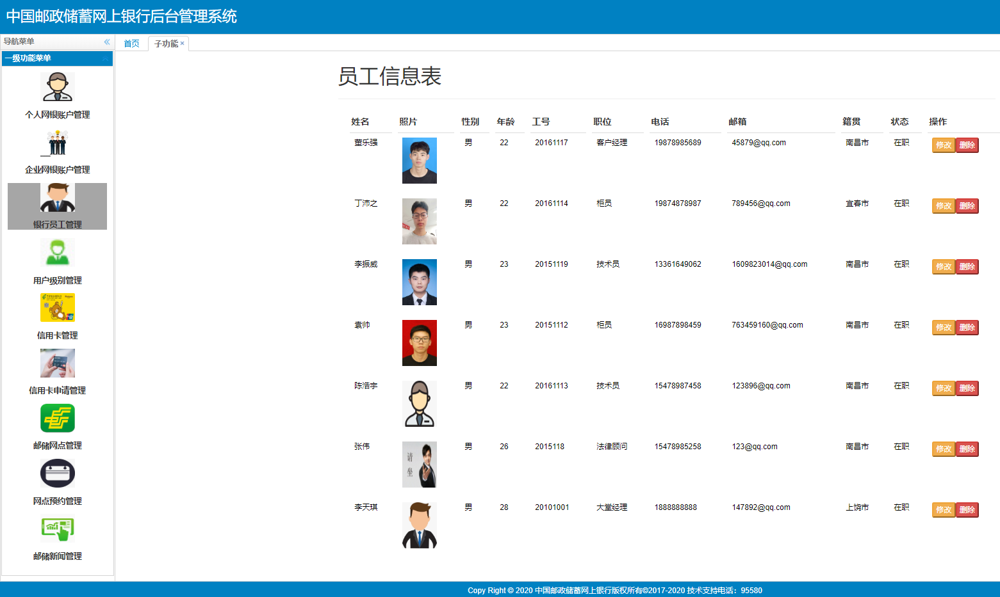 中国邮政储蓄网上银行后台管理系统
导航菜单
首页 子功能
一级功能菜单
个人网银账户管理
企业网银账户管理
银行员工管理
用户级别管理
信用卡管理
信用卡申请管理
邮储网点管理
网点预约管理
邮储新闻管理
员工信息表
姓名 照片 性别 年龄 工号 职位 电话 邮箱 籍贯 状态 操作
董乐强 男 22 20161117 客户经理 19878985689 45879@qq.com 南昌市 在职 修改 删除
丁沛之 男 22 20161114 柜员 19874878987 789456@qq.com 宜春市 在职 修改 删除
李振威 男 23 20151119 技术员 13361649062 1609823014@qq.com 南昌市 在职 修改 删除
袁帅 男 23 20151112 柜员 16987898459 763459160@qq.com 南昌市 在职 修改 删除
陈浩宇 男 22 20161113 技术员 15478987458 123896@qq.com 南昌市 在职 修改 删除
张伟 男 26 2015118 法律顾问 15478985258 123@qq.com 南昌市 在职 修改 删除
请坐
李天琪 男 28 20101001 大堂经理 1888888888 147892@qq.com 上饶市 在职 修改 删除
Copy Right © 2020 中国邮政储蓄网上银行版权所有©2017-2020 技术支持电话：95580